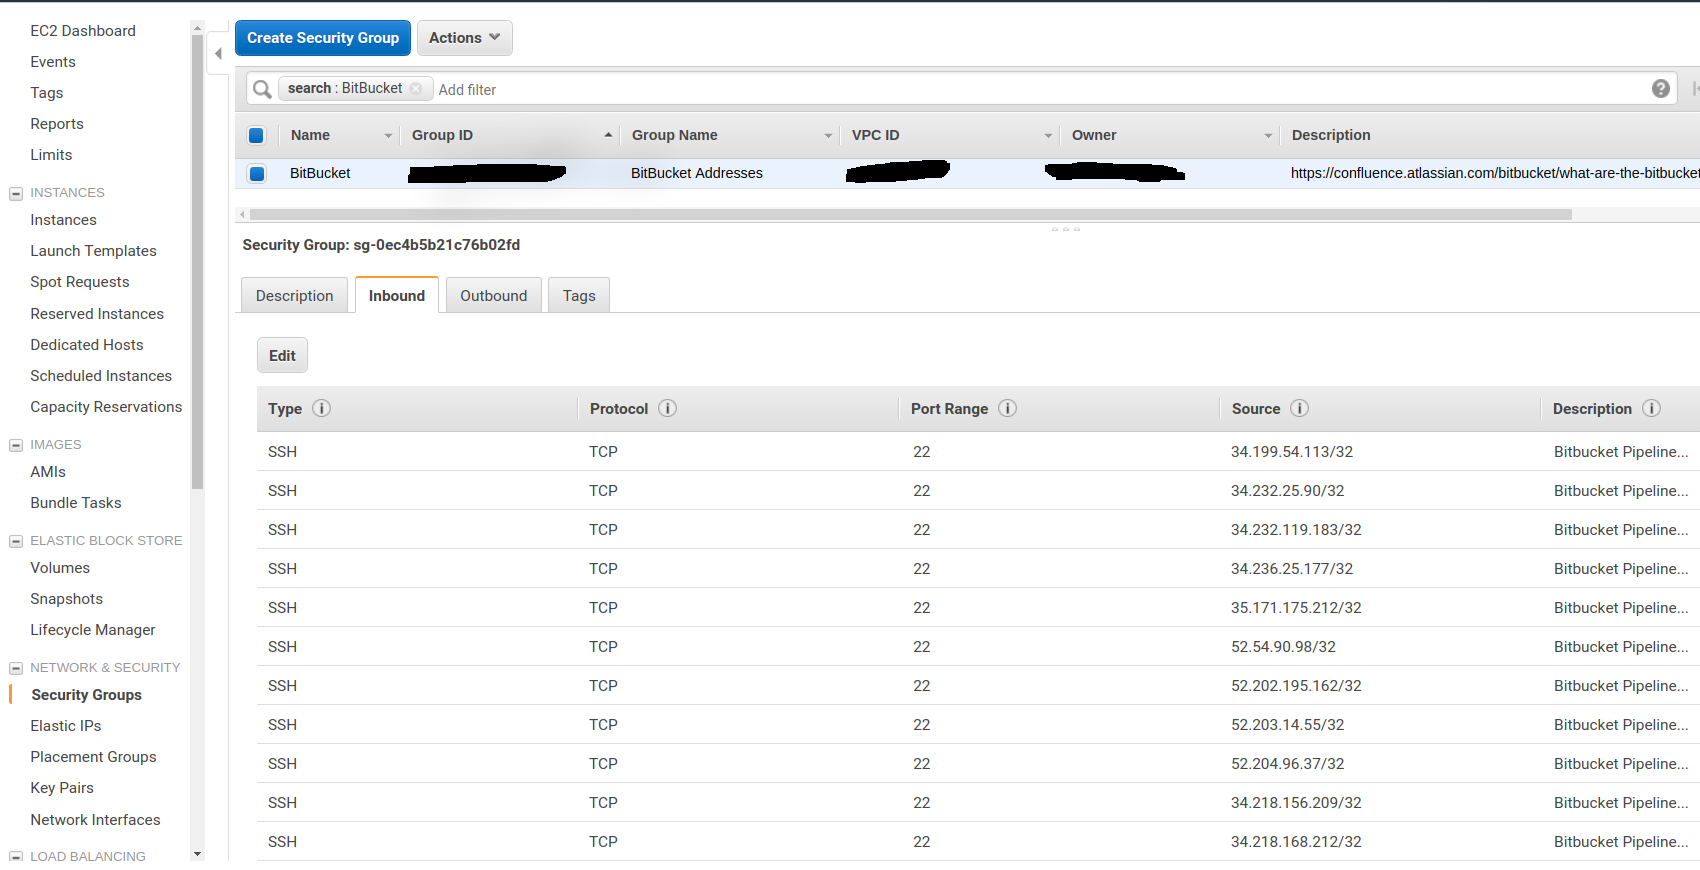 EC2 Dashboard
Events
Tags
Reports
Limits
INSTANCES
Instances
Launch Templates
Spot Requests
Reserved Instances
Dedicated Hosts
Scheduled Instances
Capacity Reservations
IMAGES
AMIs
Bundle Tasks
ELASTIC BLOCK STORE
Volumes
Snapshots
Lifecycle Manager
NETWORK & SECURITY
Security Groups
Elastic IPs
Placement Groups
Key Pairs
Network Interfaces
LOAD BALANCING
Create Security Group Actions
search : BitBucket Add filter
Name Group ID Group Name VPC ID Owner Description
BitBucket BitBucket Addresses https://confluence.atlassian.com/bitbucket/what-are-the-bitbucket
Security Group: sg-0ec4b5b21c76b02fd
Description Inbound Outbound Tags
Edit
Type Protocol Port Range Source Description
SSH TCP 22 34.199.54.113/32 Bitbucket Pipeline...
SSH TCP 22 34.232.25.90/32 Bitbucket Pipeline...
SSH TCP 22 34.232.119.183/32 Bitbucket Pipeline...
SSH TCP 22 34.236.25.177/32 Bitbucket Pipeline...
SSH TCP 22 35.171.175.212/32 Bitbucket Pipeline...
SSH TCP 22 52.54.90.98/32 Bitbucket Pipeline...
SSH TCP 22 52.202.195.162/32 Bitbucket Pipeline...
SSH TCP 22 52.203.14.55/32 Bitbucket Pipeline...
SSH TCP 22 52.204.96.37/32 Bitbucket Pipeline...
SSH TCP 22 34.218.156.209/32 Bitbucket Pipeline...
SSH TCP 22 34.218.168.212/32 Bitbucket Pipeline...